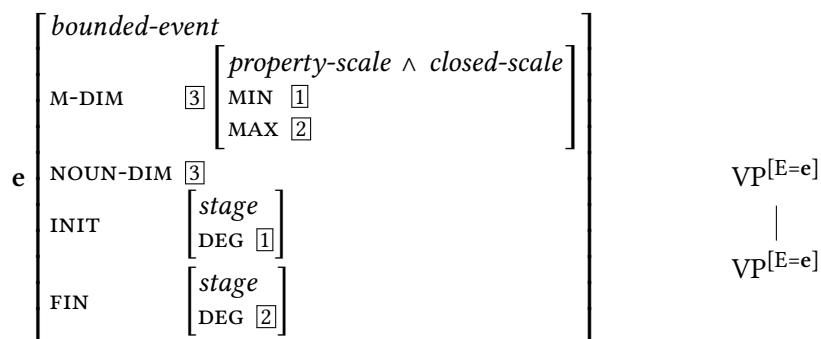 bounded-event
property-scale ∧ closed-scale
M-DIM 3 MIN 1
MAX 2
e NOUN-DIM 3
VP[E=e]
stage
INIT
DEG 1
VP[E=e]
stage
FIN
DEG 2